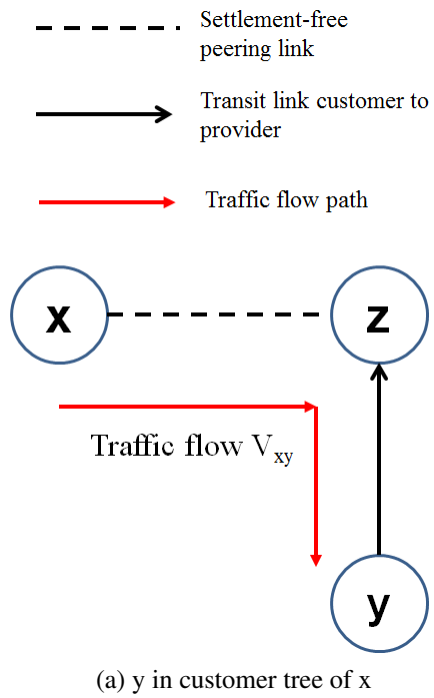 Settlement-free
peering link
Transit link customer to
provider
Traffic flow path
x
z
Traffic flow Vxy
y
(a) y in customer tree of x